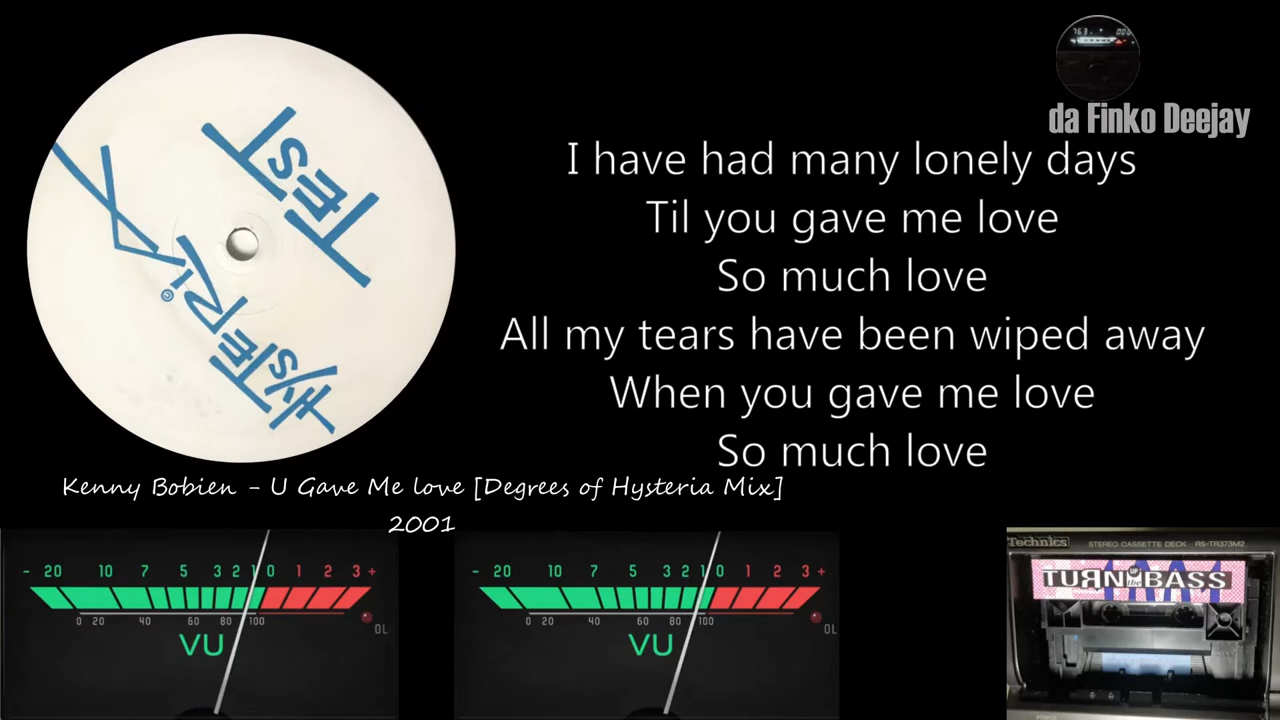 TEST
HYSTERiA
da Finko Deejay
I have had many lonely days
Til you gave me love
So much love
All my tears have been wiped away
When you gave me love
So much love
Kenny Bobien - U Gave Me love [Degrees of Hysteria Mix]
2001
- 20 10 7 5 3 2 1 0 1 2 3 +
0 20 40 60 80 100
VU
OL
- 20 10 7 5 3 2 1 0 1 2 3 +
0 20 40 60 80 100
VU
OL
Technics STEREO CASSETTE DECK RS-TR373M2
TURN UP the BASS